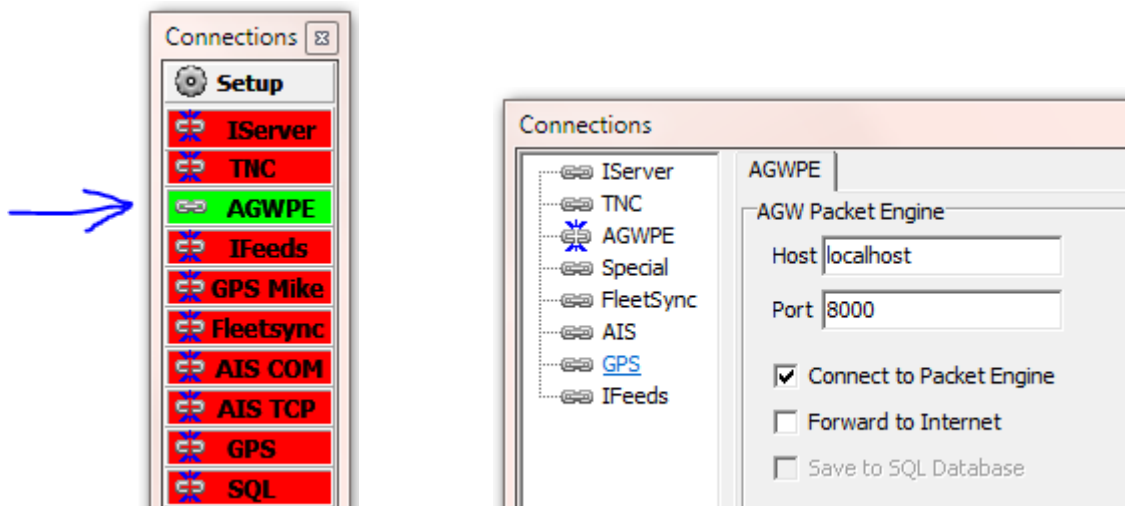 Connections
Setup
IServer
TNC
AGWPE
IFeeds
GPS Mike
Fleetsync
AIS COM
AIS TCP
GPS
SQL
Connections
IServer
TNC
AGWPE
Special
FleetSync
AIS
GPS
IFeeds
AGWPE
AGW Packet Engine
Host localhost
Port 8000
Connect to Packet Engine
Forward to Internet
Save to SQL Database